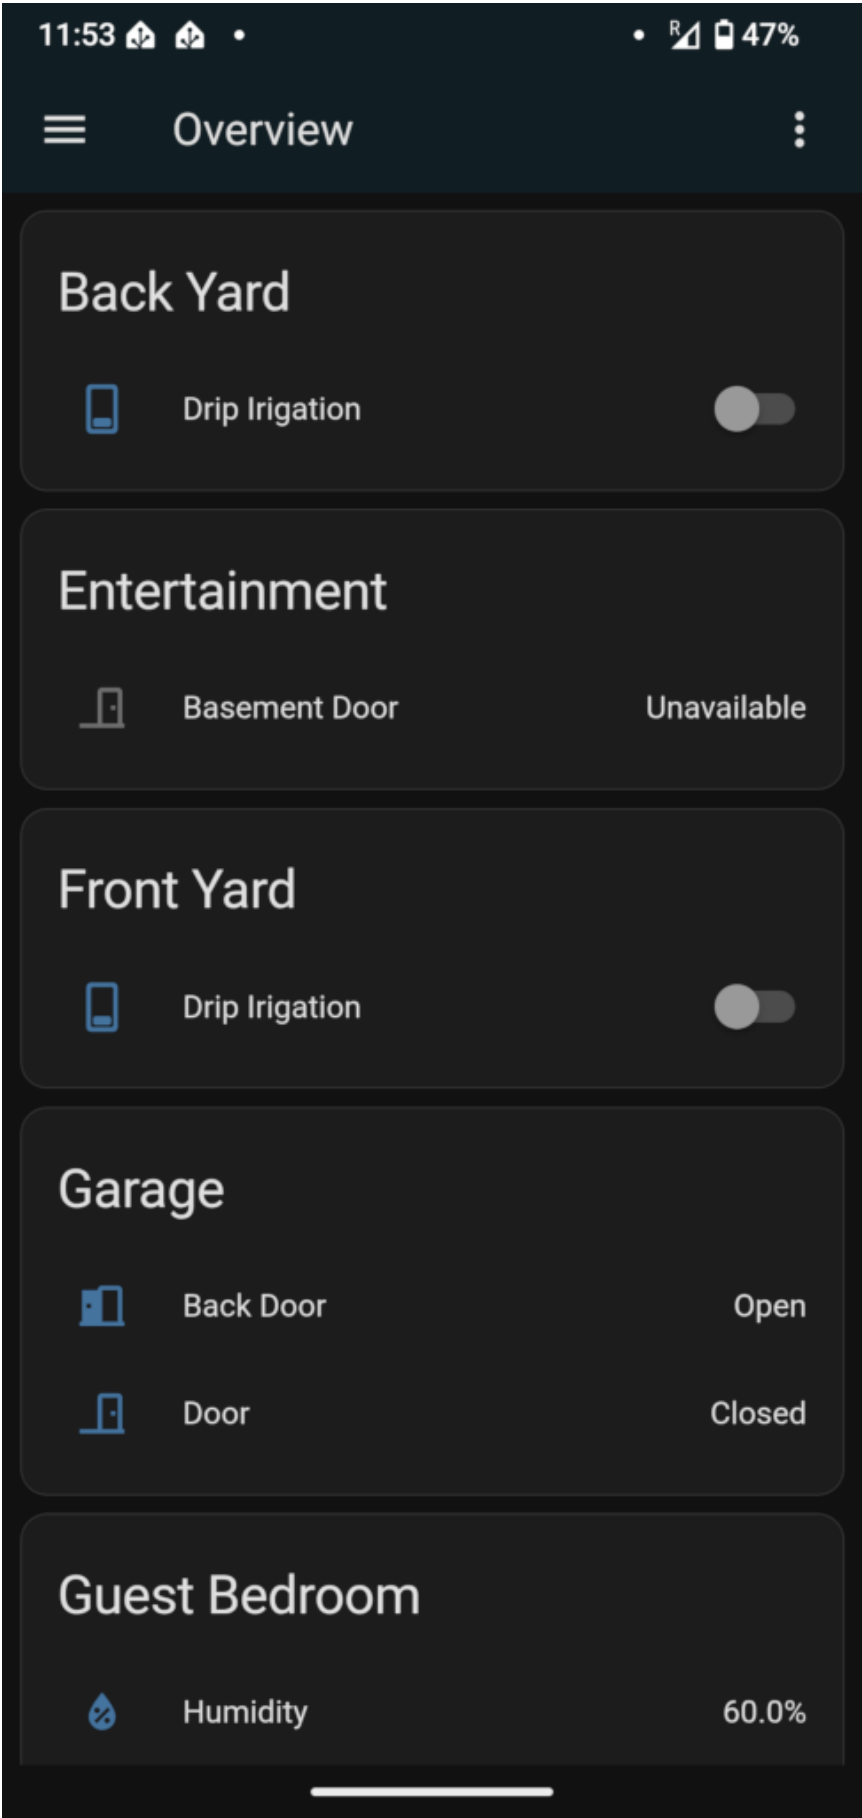 11:53 R 47%
Overview
Back Yard
Drip Irigation
Entertainment
Basement Door Unavailable
Front Yard
Drip Irigation
Garage
Back Door Open
Door Closed
Guest Bedroom
Humidity 60.0%